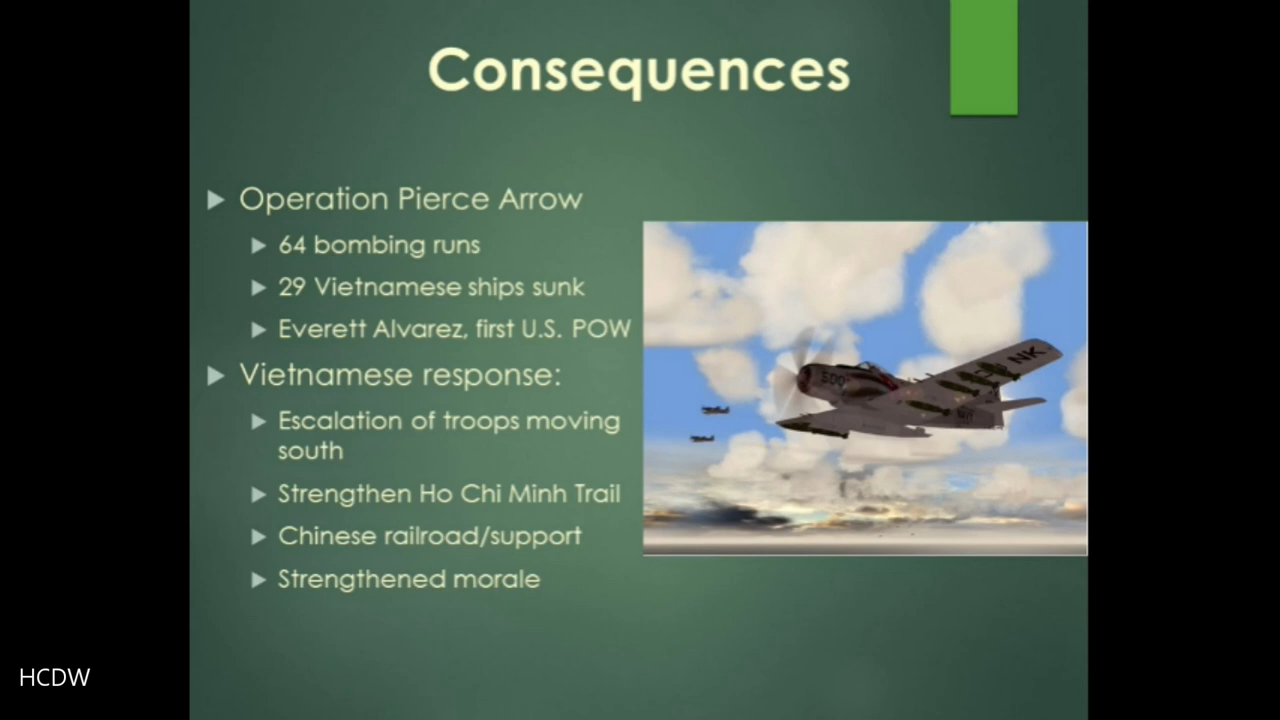 Consequences
Operation Pierce Arrow
64 bombing runs
29 Vietnamese ships sunk
Everett Alvarez, first U.S. POW
Vietnamese response:
Escalation of troops moving
south
Strengthen Ho Chi Minh Trail
Chinese railroad/support
Strengthened morale
500
NK
HCDW